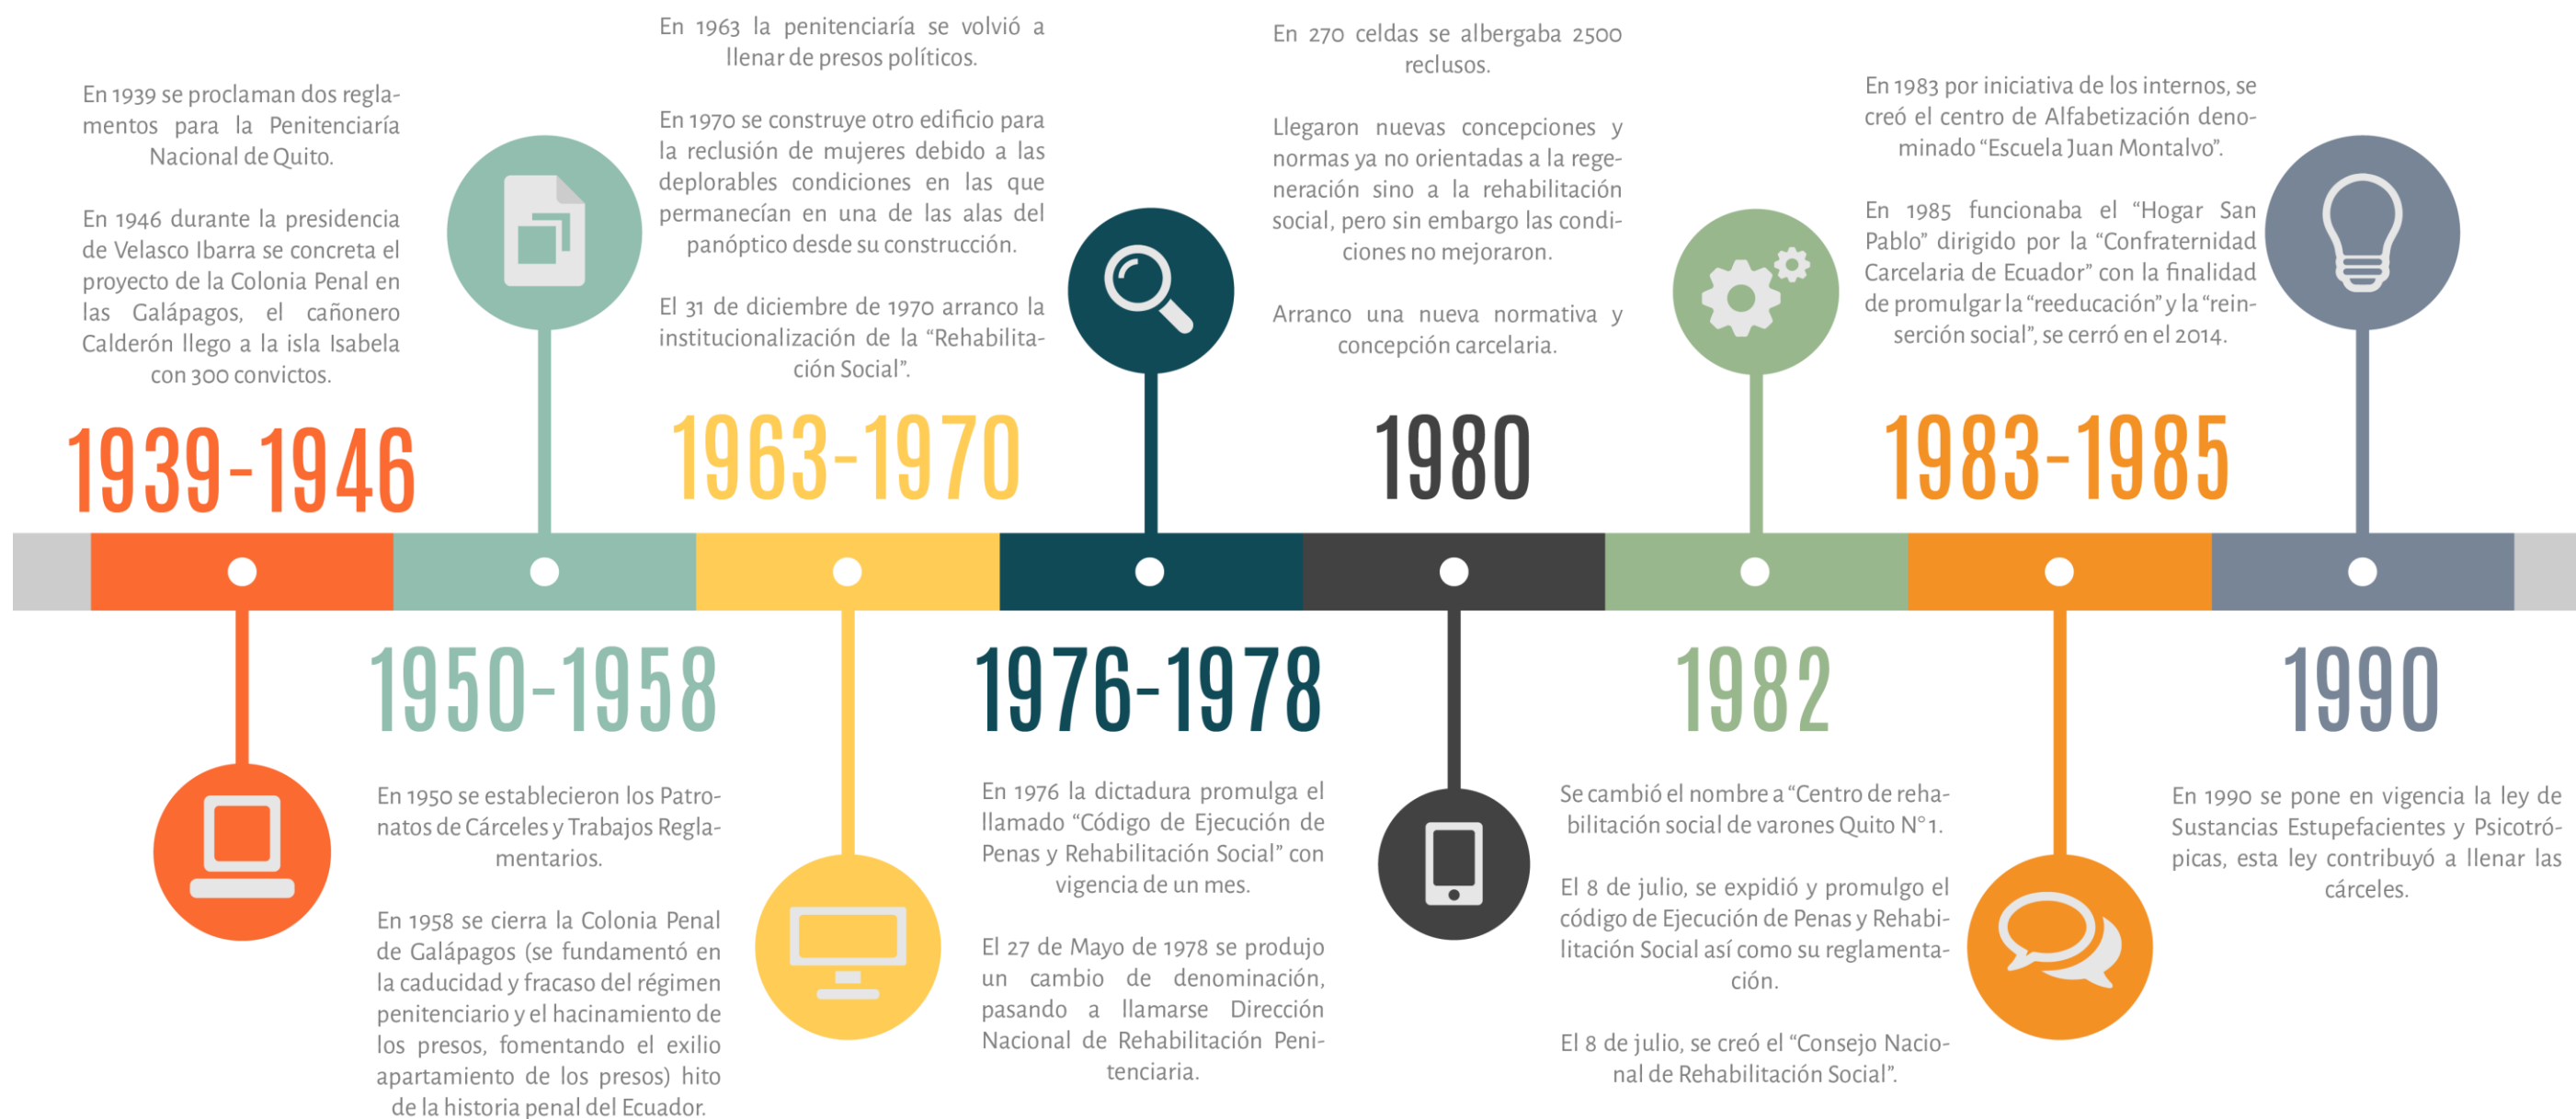 En 1939 se proclaman dos regla-
mentos para la Penitenciaría
Nacional de Quito.
En 1946 durante la presidencia
de Velasco Ibarra se concreta el
proyecto de la Colonia Penal en
las Galápagos, el cañonero
Calderón llego a la isla Isabela
con 300 convictos.
1939-1946
1950-1958
En 1950 se establecieron los Patro-
natos de Cárceles y Trabajos Regla-
mentarios.
En 1958 se cierra la Colonia Penal
de Galápagos (se fundamentó en
la caducidad y fracaso del régimen
penitenciario y el hacinamiento de
los presos, fomentando el exilio
apartamiento de los presos) hito
de la historia penal del Ecuador.
En 1963 la penitenciaría se volvió a
llenar de presos políticos.
En 1970 se construye otro edificio para
la reclusión de mujeres debido a las
deplorables condiciones en las que
permanecían en una de las alas del
panóptico desde su construcción.
El 31 de diciembre de 1970 arranco la
institucionalización de la “Rehabilita-
ción Social”.
1963-1970
1976-1978
En 1976 la dictadura promulga el
llamado “Código de Ejecución de
Penas y Rehabilitación Social” con
vigencia de un mes.
El 27 de Mayo de 1978 se produjo
un cambio de denominación,
pasando a llamarse Dirección
Nacional de Rehabilitación Peni-
tenciaria.
En 270 celdas se albergaba 2500
reclusos.
Llegaron nuevas concepciones y
normas ya no orientadas a la rege-
neración sino a la rehabilitación
social, pero sin embargo las condi-
ciones no mejoraron.
Arranco una nueva normativa y
concepción carcelaria.
1980
1982
Se cambió el nombre a “Centro de reha-
bilitación social de varones Quito N°1.
El 8 de julio, se expidió y promulgo el
código de Ejecución de Penas y Rehabi-
litación Social así como su reglamenta-
ción.
El 8 de julio, se creó el “Consejo Nacio-
nal de Rehabilitación Social”.
En 1983 por iniciativa de los internos, se
creó el centro de Alfabetización deno-
minado “Escuela Juan Montalvo”.
En 1985 funcionaba el “Hogar San
Pablo” dirigido por la “Confraternidad
Carcelaria de Ecuador” con la finalidad
de promulgar la “reeducación” y la “rein-
serción social”, se cerró en el 2014.
1983-1985
1990
En 1990 se pone en vigencia la ley de
Sustancias Estupefacientes y Psicotró-
picas, esta ley contribuyó a llenar las
cárceles.